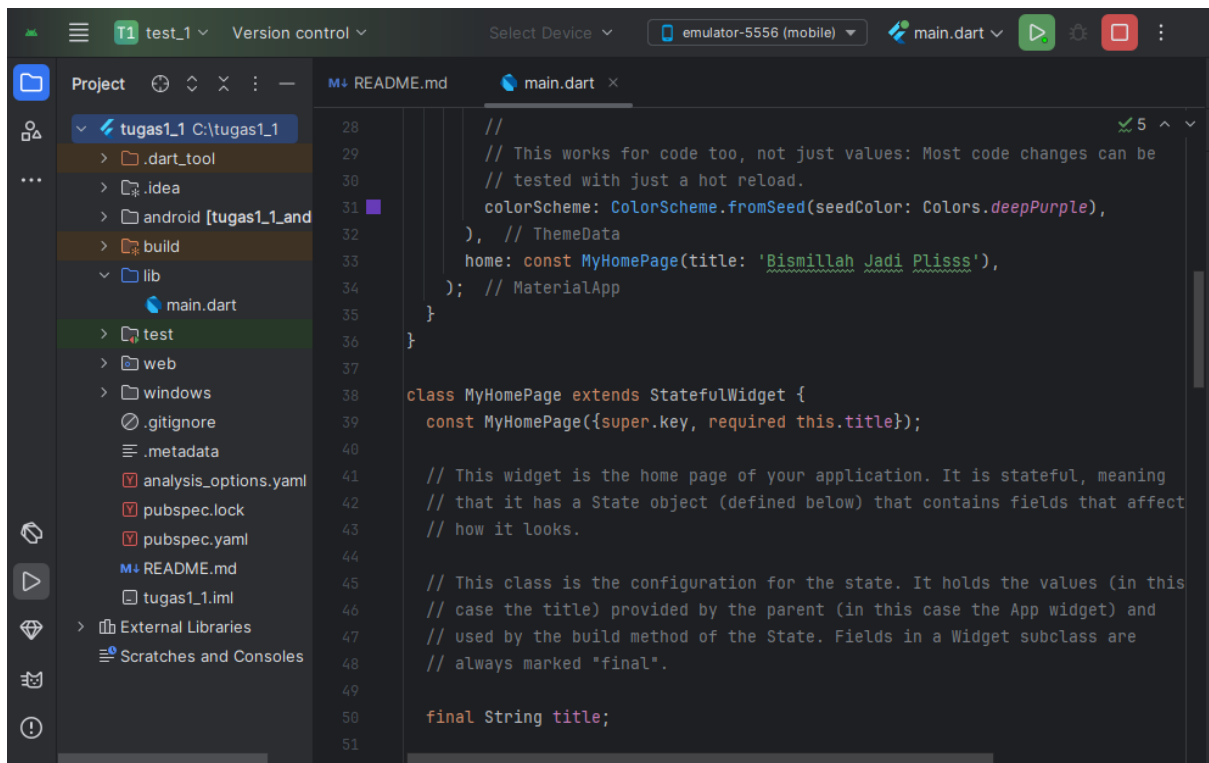 T1 test_1 Version control Select Device emulator-5556 (mobile) main.dart
Project
M↓ README.md main.dart ×
tugas1_1 C:\tugas1_1
.dart_tool
.idea
android [tugas1_1_and
build
lib
main.dart
test
web
windows
.gitignore
.metadata
Y analysis_options.yaml
Y pubspec.lock
Y pubspec.yaml
M↓ README.md
tugas1_1.iml
External Libraries
Scratches and Consoles
5
28 //
29 // This works for code too, not just values: Most code changes can be
30 // tested with just a hot reload.
31 colorScheme: ColorScheme.fromSeed(seedColor: Colors.deepPurple),
32 ), // ThemeData
33 home: const MyHomePage(title: 'Bismillah Jadi Plisss'),
34 ); // MaterialApp
35 }
36 }
37
38 class MyHomePage extends StatefulWidget {
39 const MyHomePage({super.key, required this.title});
40
41 // This widget is the home page of your application. It is stateful, meaning
42 // that it has a State object (defined below) that contains fields that affect
43 // how it looks.
44
45 // This class is the configuration for the state. It holds the values (in this
46 // case the title) provided by the parent (in this case the App widget) and
47 // used by the build method of the State. Fields in a Widget subclass are
48 // always marked "final".
49
50 final String title;
51